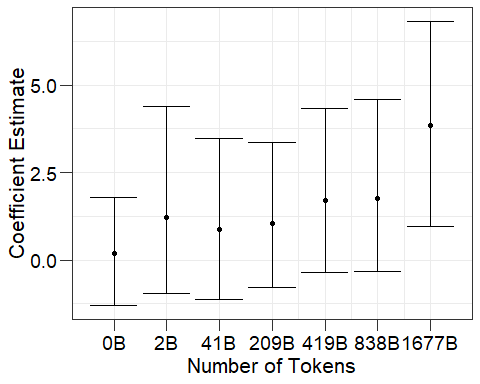 Coefficient Estimate
5.0
2.5
0.0
0B 2B 41B 209B 419B 838B 1677B
Number of Tokens